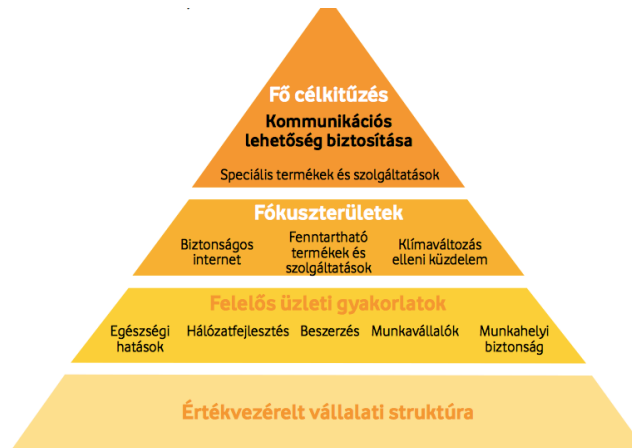 Fő célkitűzés
Kommunikációs
lehetőség biztosítása
Speciális termékek és szolgáltatások
Fókuszterületek
Biztonságos
internet
Fenntartható
termékek és
szolgáltatások
Klímaváltozás
elleni küzdelem
Felelős üzleti gyakorlatok
Egészségi
hatások
Hálózatfejlesztés
Beszerzés
Munkavállalók
Munkahelyi
biztonság
Értékvezérelt vállalati struktúra